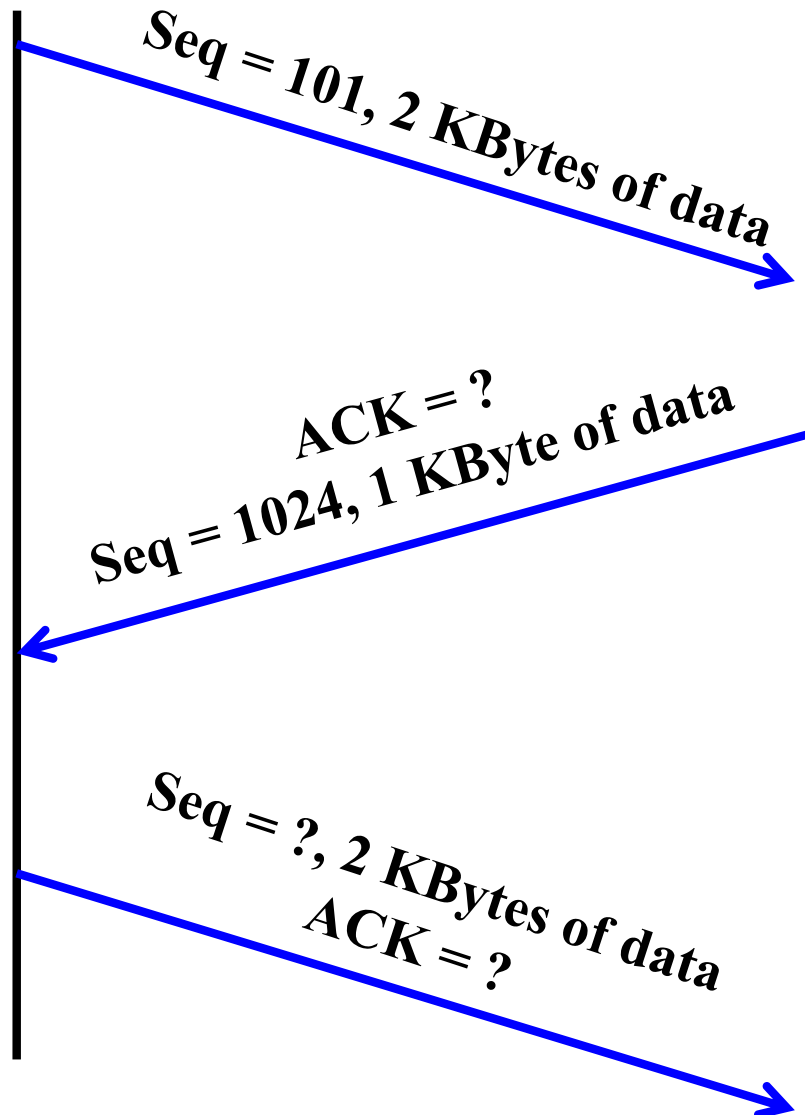 Seq = 101, 2 KBytes of data
ACK = ?
Seq = 1024, 1 KByte of data
Seq = ?, 2 KBytes of data
ACK = ?